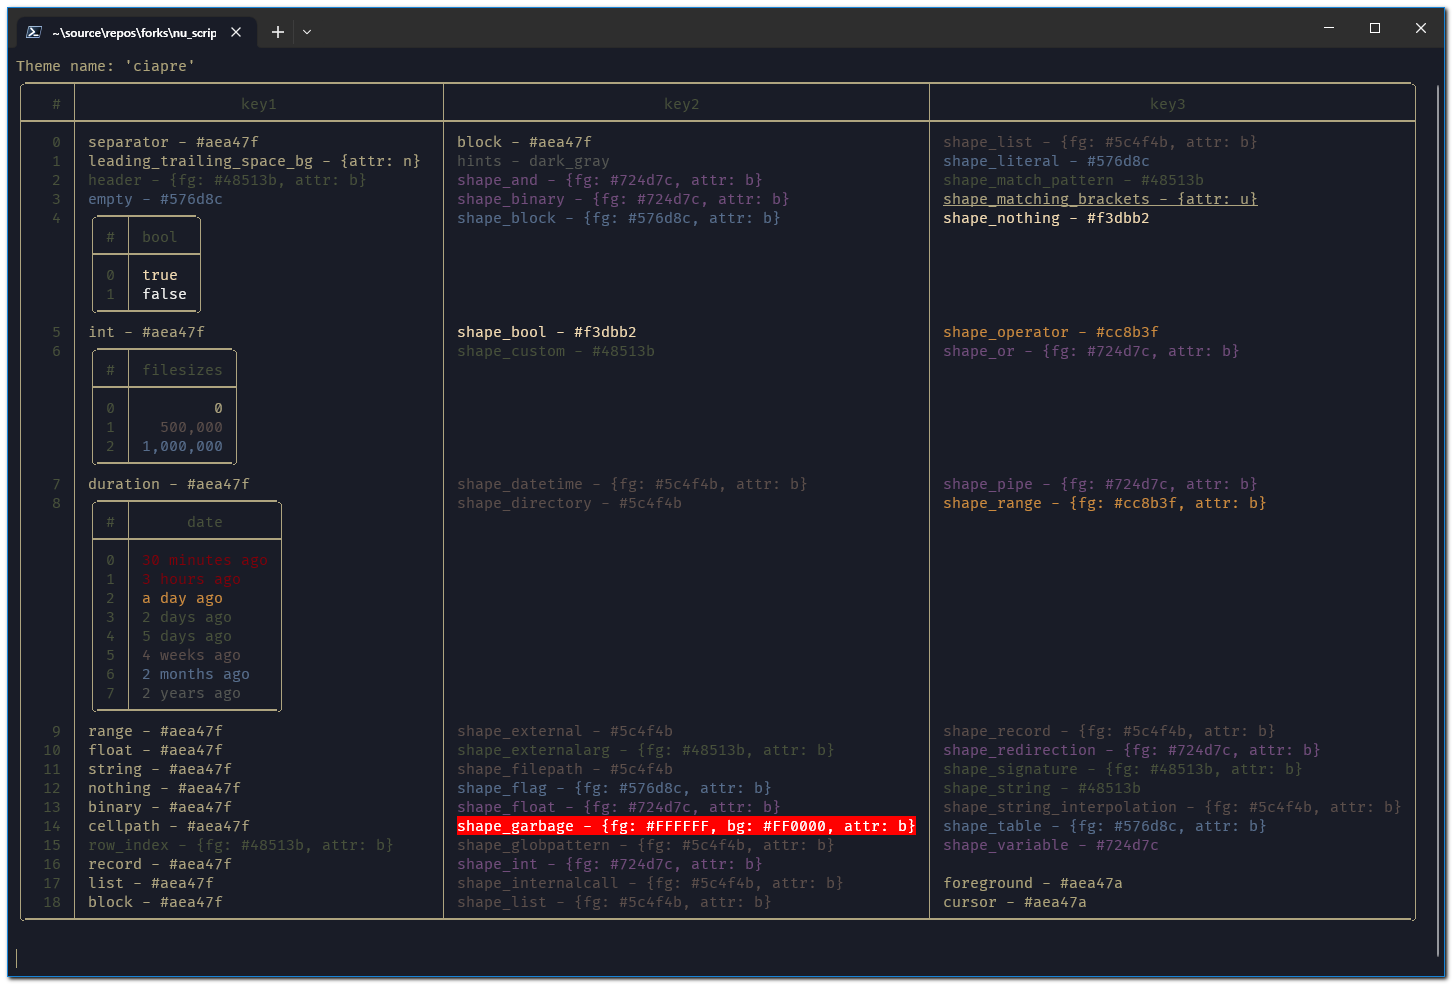 ~\source\repos\forks\nu_scrip
Theme name: 'ciapre'
# key1 key2 key3
0 separator - #aea47f block - #aea47f shape_list - {fg: #5c4f4b, attr: b}
1 leading_trailing_space_bg - {attr: n} hints - dark_gray shape_literal - #576d8c
2 header - {fg: #48513b, attr: b} shape_and - {fg: #724d7c, attr: b} shape_match_pattern - #48513b
3 empty - #576d8c shape_binary - {fg: #724d7c, attr: b} shape_matching_brackets - {attr: u}
4 shape_block - {fg: #576d8c, attr: b} shape_nothing - #f3dbb2
# bool
0 true
1 false
5 int - #aea47f shape_bool - #f3dbb2 shape_operator - #cc8b3f
6 shape_custom - #48513b shape_or - {fg: #724d7c, attr: b}
# filesizes
0 0
1 500,000
2 1,000,000
7 duration - #aea47f shape_datetime - {fg: #5c4f4b, attr: b} shape_pipe - {fg: #724d7c, attr: b}
8 shape_directory - #5c4f4b shape_range - {fg: #cc8b3f, attr: b}
# date
0 30 minutes ago
1 3 hours ago
2 a day ago
3 2 days ago
4 5 days ago
5 4 weeks ago
6 2 months ago
7 2 years ago
9 range - #aea47f shape_external - #5c4f4b shape_record - {fg: #5c4f4b, attr: b}
10 float - #aea47f shape_externalarg - {fg: #48513b, attr: b} shape_redirection - {fg: #724d7c, attr: b}
11 string - #aea47f shape_filepath - #5c4f4b shape_signature - {fg: #48513b, attr: b}
12 nothing - #aea47f shape_flag - {fg: #576d8c, attr: b} shape_string - #48513b
13 binary - #aea47f shape_float - {fg: #724d7c, attr: b} shape_string_interpolation - {fg: #5c4f4b, attr: b}
14 cellpath - #aea47f shape_garbage - {fg: #FFFFFF, bg: #FF0000, attr: b} shape_table - {fg: #576d8c, attr: b}
15 row_index - {fg: #48513b, attr: b} shape_globpattern - {fg: #5c4f4b, attr: b} shape_variable - #724d7c
16 record - #aea47f shape_int - {fg: #724d7c, attr: b}
17 list - #aea47f shape_internalcall - {fg: #5c4f4b, attr: b} foreground - #aea47a
18 block - #aea47f shape_list - {fg: #5c4f4b, attr: b} cursor - #aea47a